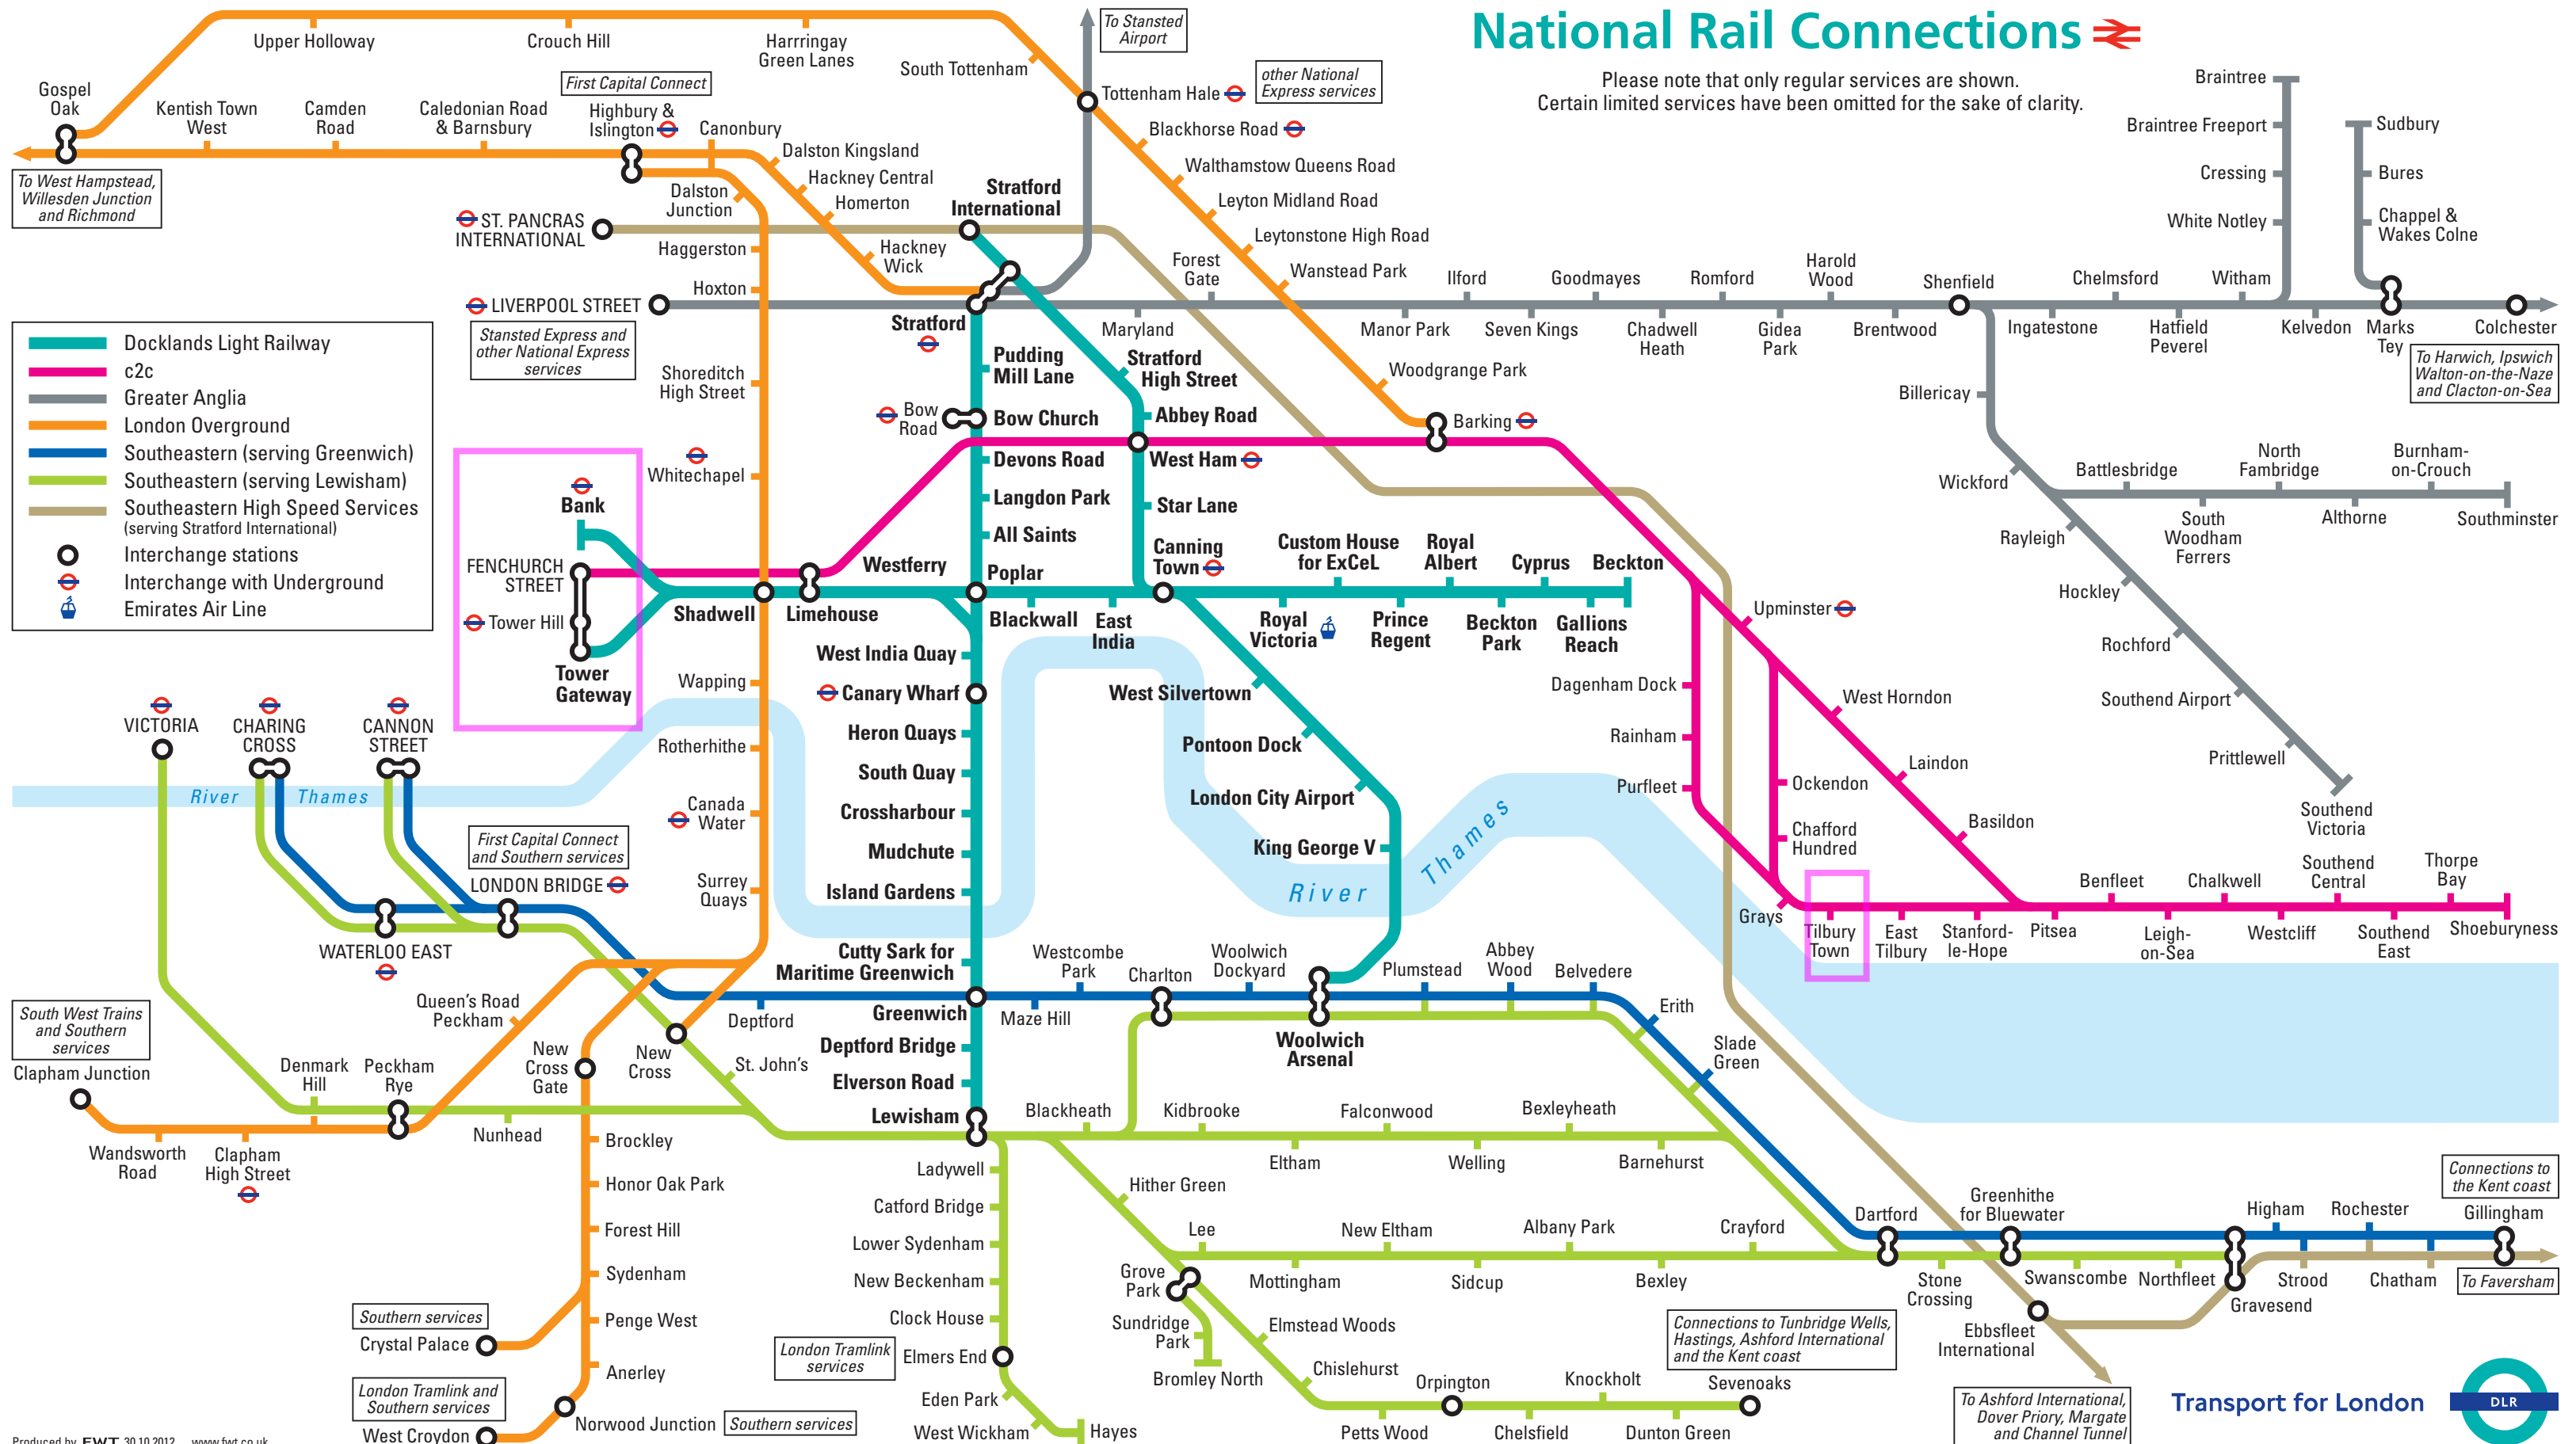 National Rail Connections
Please note that only regular services are shown.
Certain limited services have been omitted for the sake of clarity.
Upper Holloway
Crouch Hill
Harrringay
Green Lanes
South Tottenham
To Stansted
Airport
Tottenham Hale
other National
Express services
Gospel
Oak
Kentish Town
West
Camden
Road
Caledonian Road
& Barnsbury
First Capital Connect
Highbury &
Islington
Canonbury
Dalston Kingsland
Hackney Central
Homerton
Hackney
Wick
Dalston
Junction
To West Hampstead,
Willesden Junction
and Richmond
Blackhorse Road
Walthamstow Queens Road
Leyton Midland Road
Leytonstone High Road
Wanstead Park
Woodgrange Park
Barking
Stratford
International
ST. PANCRAS
INTERNATIONAL
LIVERPOOL STREET
Stansted Express and
other National Express
services
Haggerston
Hoxton
Shoreditch
High Street
Whitechapel
Stratford
Maryland
Forest
Gate
Manor Park
Ilford
Seven Kings
Goodmayes
Chadwell
Heath
Romford
Gidea
Park
Harold
Wood
Brentwood
Shenfield
Ingatestone
Chelmsford
Hatfield
Peverel
Witham
Kelvedon
Marks
Tey
Colchester
To Harwich, Ipswich
Walton-on-the-Naze
and Clacton-on-Sea
Braintree
Braintree Freeport
Cressing
White Notley
Sudbury
Bures
Chappel &
Wakes Colne
Billericay
Wickford
Battlesbridge
South
Woodham
Ferrers
North
Fambridge
Althorne
Burnham-
on-Crouch
Southminster
Rayleigh
Hockley
Rochford
Southend Airport
Prittlewell
Southend
Victoria
Docklands Light Railway
c2c
Greater Anglia
London Overground
Southeastern (serving Greenwich)
Southeastern (serving Lewisham)
Southeastern High Speed Services
(serving Stratford International)
Interchange stations
Interchange with Underground
Emirates Air Line
Pudding
Mill Lane
Bow
Road
Bow Church
Devons Road
Langdon Park
All Saints
Stratford
High Street
Abbey Road
West Ham
Star Lane
Canning
Town
Bank
FENCHURCH
STREET
Tower Hill
Tower
Gateway
Shadwell
Limehouse
Westferry
Poplar
Blackwall
East
India
Custom House
for ExCeL
Royal
Albert
Cyprus
Beckton
Royal
Victoria
Prince
Regent
Beckton
Park
Gallions
Reach
West India Quay
Canary Wharf
Heron Quays
South Quay
Crossharbour
Mudchute
Island Gardens
Cutty Sark for
Maritime Greenwich
Greenwich
Deptford Bridge
Elverson Road
Lewisham
West Silvertown
Pontoon Dock
London City Airport
King George V
Woolwich
Arsenal
Wapping
Rotherhithe
Canada
Water
Surrey
Quays
River Thames
River Thames
Upminster
Dagenham Dock
Rainham
Purfleet
Ockendon
Chafford
Hundred
West Horndon
Laindon
Basildon
Grays
Tilbury
Town
East
Tilbury
Stanford-
le-Hope
Pitsea
Benfleet
Leigh-
on-Sea
Chalkwell
Westcliff
Southend
Central
Southend
East
Thorpe
Bay
Shoeburyness
VICTORIA
CHARING
CROSS
CANNON
STREET
First Capital Connect
and Southern services
LONDON BRIDGE
WATERLOO EAST
Queen's Road
Peckham
South West Trains
and Southern
services
Clapham Junction
Wandsworth
Road
Clapham
High Street
Denmark
Hill
Peckham
Rye
Nunhead
New
Cross
Gate
New
Cross
St. John's
Deptford
Maze Hill
Westcombe
Park
Charlton
Woolwich
Dockyard
Plumstead
Abbey
Wood
Belvedere
Erith
Slade
Green
Brockley
Honor Oak Park
Forest Hill
Sydenham
Penge West
Anerley
Norwood Junction
Southern services
Southern services
Crystal Palace
London Tramlink and
Southern services
West Croydon
Blackheath
Kidbrooke
Eltham
Falconwood
Welling
Bexleyheath
Barnehurst
Ladywell
Catford Bridge
Lower Sydenham
New Beckenham
Clock House
London Tramlink
services
Elmers End
Eden Park
West Wickham
Hayes
Hither Green
Lee
Mottingham
New Eltham
Sidcup
Albany Park
Bexley
Crayford
Grove
Park
Sundridge
Park
Bromley North
Elmstead Woods
Chislehurst
Petts Wood
Orpington
Chelsfield
Knockholt
Dunton Green
Sevenoaks
Connections to Tunbridge Wells,
Hastings, Ashford International
and the Kent coast
Dartford
Stone
Crossing
Greenhithe
for Bluewater
Swanscombe
Northfleet
Gravesend
Higham
Strood
Rochester
Chatham
Gillingham
Connections to
the Kent coast
To Faversham
Ebbsfleet
International
To Ashford International,
Dover Priory, Margate
and Channel Tunnel
Transport for London
DLR
Produced by FWT 30.10.2012 www.fwt.co.uk